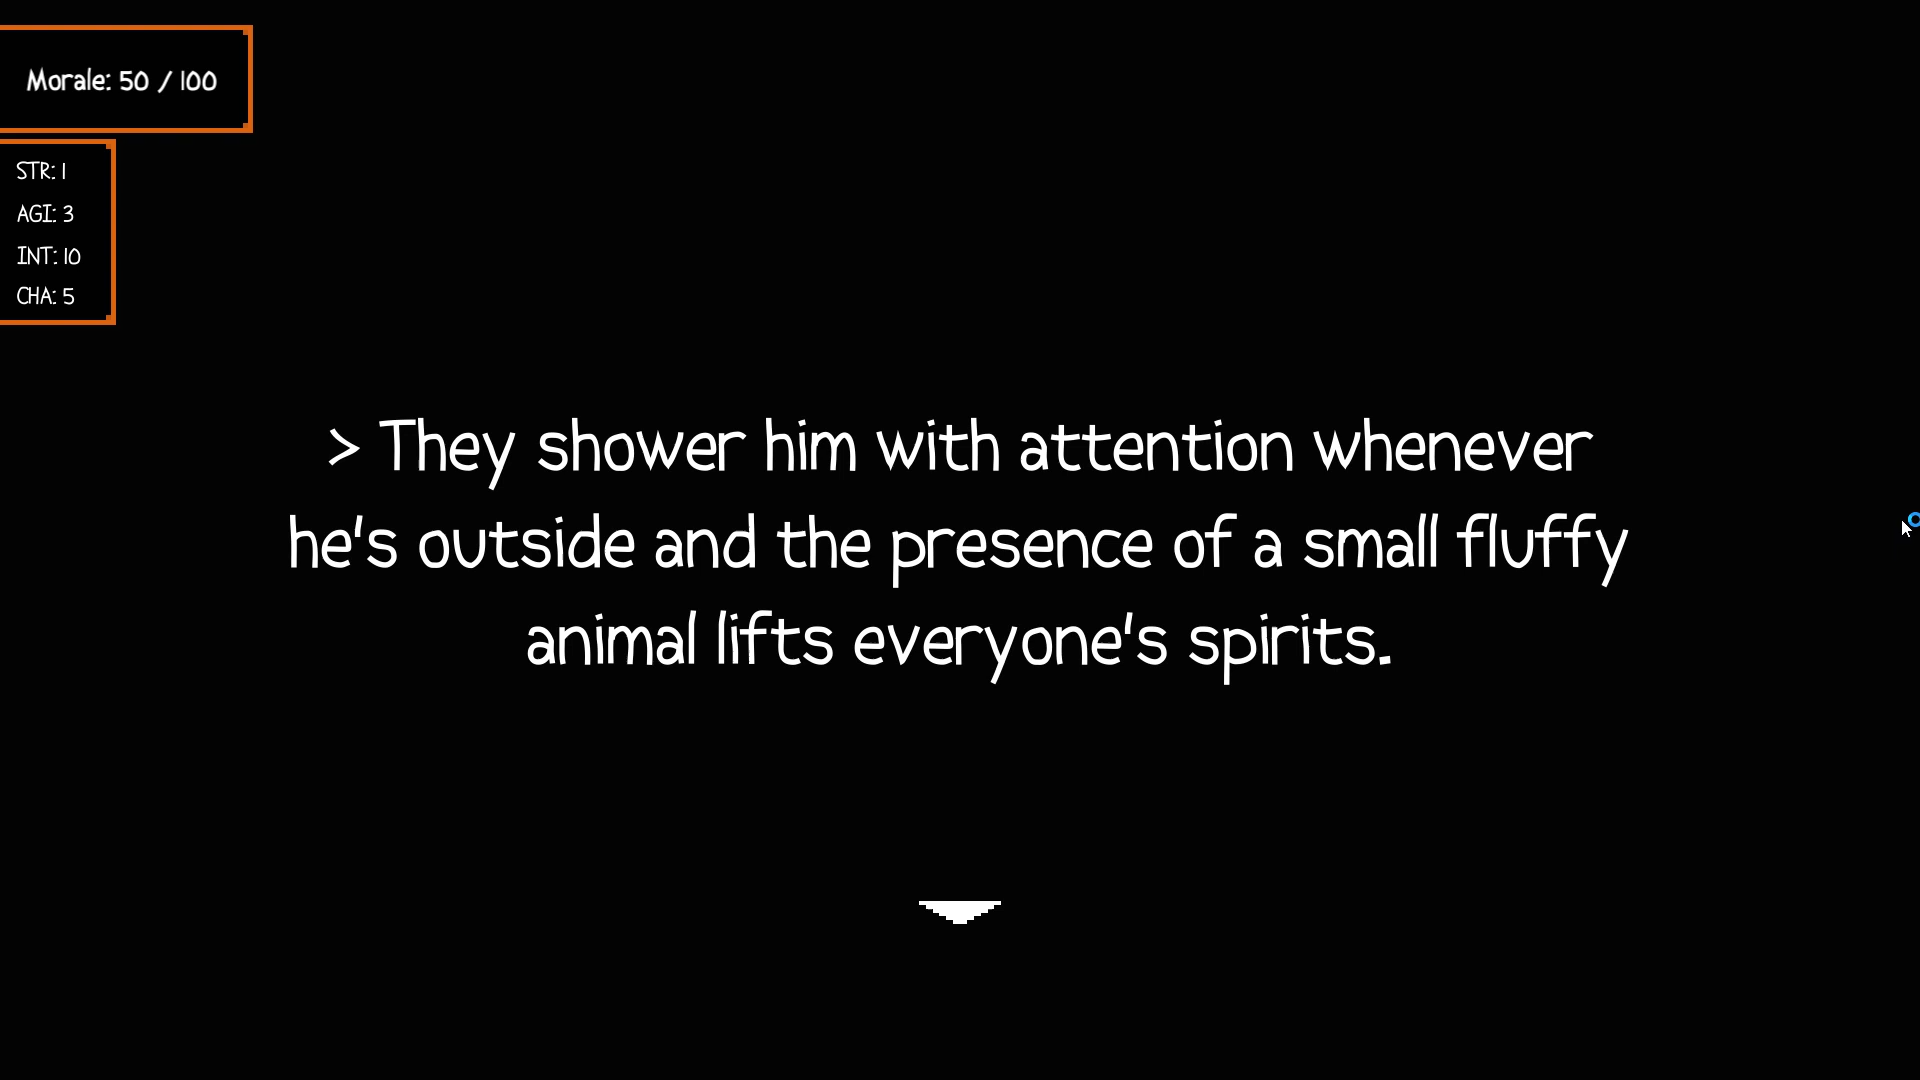 Morale: 50 / 100
STR: 1
AGI: 3
INT: 10
CHA: 5
> They shower him with attention whenever
he's outside and the presence of a small fluffy
animal lifts everyone's spirits.